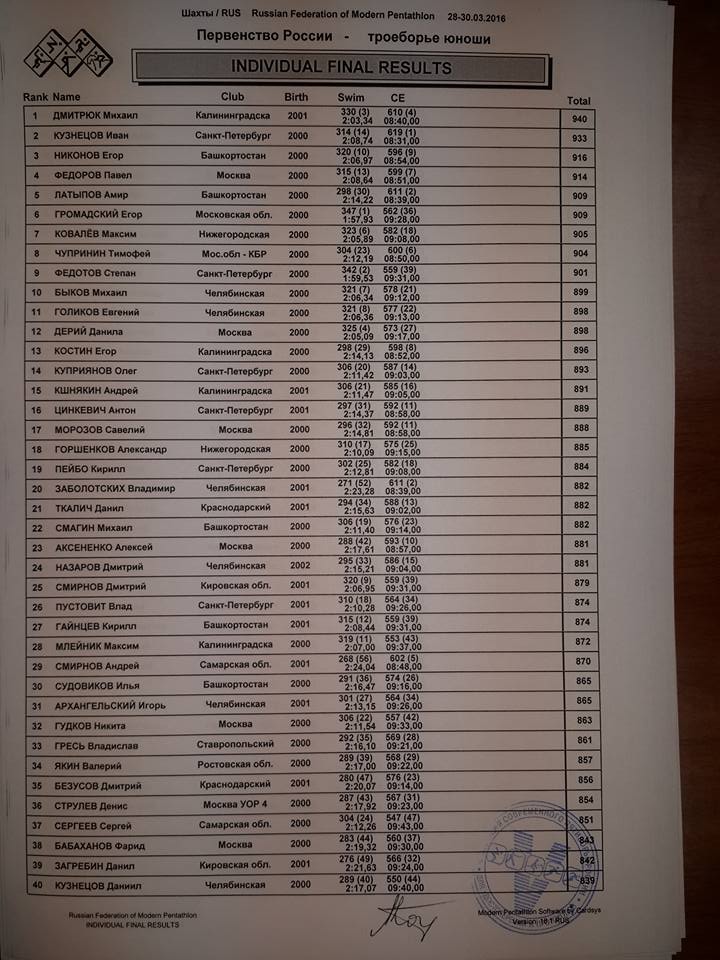 Шахты / RUS Russian Federation of Modern Pentathlon 28-30.03.2016
Первенство России - троеборье юноши
INDIVIDUAL FINAL RESULTS
Rank Name Club Birth Swim CE Total
1 ДМИТРЮК Михаил Калининградска 2001 330 (3) 610 (4) 940
2:03,34 08:40,00
2 КУЗНЕЦОВ Иван Санкт-Петербург 2000 314 (14) 619 (1) 933
2:08,74 08:31,00
3 НИКОНОВ Егор Башкортостан 2000 320 (10) 596 (9) 916
2:06,97 08:54,00
4 ФЕДОРОВ Павел Москва 2000 315 (13) 599 (7) 914
2:08,64 08:51,00
5 ЛАТЫПОВ Амир Башкортостан 2000 298 (30) 611 (2) 909
2:14,22 08:39,00
6 ГРОМАДСКИЙ Егор Московская обл. 2000 347 (1) 562 (36) 909
1:57,93 09:28,00
7 КОВАЛЁВ Максим Нижегородская 2000 323 (6) 582 (18) 905
2:05,89 09:08,00
8 ЧУПРИНИН Тимофей Мос.обл - КБР 2000 304 (23) 600 (6) 904
2:12,19 08:50,00
9 ФЕДОТОВ Степан Санкт-Петербург 2000 342 (2) 559 (39) 901
1:59,53 09:31,00
10 БЫКОВ Михаил Челябинская 2000 321 (7) 578 (21) 899
2:06,34 09:12,00
11 ГОЛИКОВ Евгений Челябинская 2000 321 (8) 577 (22) 898
2:06,36 09:13,00
12 ДЕРИЙ Данила Москва 2000 325 (4) 573 (27) 898
2:05,09 09:17,00
13 КОСТИН Егор Калининградска 2000 298 (29) 598 (8) 896
2:14,13 08:52,00
14 КУПРИЯНОВ Олег Санкт-Петербург 2000 306 (20) 587 (14) 893
2:11,42 09:03,00
15 КШНЯКИН Андрей Калининградска 2001 306 (21) 585 (16) 891
2:11,47 09:05,00
16 ЦИНКЕВИЧ Антон Санкт-Петербург 2001 297 (31) 592 (11) 889
2:14,37 08:58,00
17 МОРОЗОВ Савелий Москва 2000 296 (32) 592 (11) 888
2:14,81 08:58,00
18 ГОРШЕНКОВ Александр Нижегородская 2000 310 (17) 575 (25) 885
2:10,09 09:15,00
19 ПЕЙБО Кирилл Санкт-Петербург 2000 302 (25) 582 (18) 884
2:12,81 09:08,00
20 ЗАБОЛОТСКИХ Владимир Челябинская 2001 271 (52) 611 (2) 882
2:23,28 08:39,00
21 ТКАЛИЧ Данил Краснодарский 2001 294 (34) 588 (13) 882
2:15,63 09:02,00
22 СМАГИН Михаил Башкортостан 2000 306 (19) 576 (23) 882
2:11,40 09:14,00
23 АКСЕНЕНКО Алексей Москва 2000 288 (42) 593 (10) 881
2:17,61 08:57,00
24 НАЗАРОВ Дмитрий Челябинская 2002 295 (33) 586 (15) 881
2:15,21 09:04,00
25 СМИРНОВ Дмитрий Кировская обл. 2001 320 (9) 559 (39) 879
2:06,95 09:31,00
26 ПУСТОВИТ Влад Санкт-Петербург 2001 310 (18) 564 (34) 874
2:10,28 09:26,00
27 ГАЙНЦЕВ Кирилл Башкортостан 2001 315 (12) 559 (39) 874
2:08,44 09:31,00
28 МЛЕЙНИК Максим Калининградска 2000 319 (11) 553 (43) 872
2:07,00 09:37,00
29 СМИРНОВ Андрей Самарская обл. 2001 268 (56) 602 (5) 870
2:24,04 08:48,00
30 СУДОВИКОВ Илья Башкортостан 2000 291 (36) 574 (26) 865
2:16,47 09:16,00
31 АРХАНГЕЛЬСКИЙ Игорь Челябинская 2001 301 (27) 564 (34) 865
2:13,15 09:26,00
32 ГУДКОВ Никита Москва 2000 306 (22) 557 (42) 863
2:11,54 09:33,00
33 ГРЕСЬ Владислав Ставропольский 2000 292 (35) 569 (28) 861
2:16,10 09:21,00
34 ЯКИН Валерий Ростовская обл. 2000 289 (39) 568 (29) 857
2:17,00 09:22,00
35 БЕЗУСОВ Дмитрий Краснодарский 2001 280 (47) 576 (23) 856
2:20,07 09:14,00
36 СТРУЛЕВ Денис Москва УОР 4 2000 287 (43) 567 (31) 854
2:17,92 09:23,00
37 СЕРГЕЕВ Сергей Самарская обл. 2000 304 (24) 547 (47) 851
2:12,26 09:43,00
38 БАБАХАНОВ Фарид Москва 2000 283 (44) 560 (37) 843
2:19,32 09:30,00
39 ЗАГРЕБИН Данил Кировская обл. 2001 276 (49) 566 (32) 842
2:21,63 09:24,00
40 КУЗНЕЦОВ Даниил Челябинская 2000 289 (40) 550 (44) 839
2:17,07 09:40,00
Russian Federation of Modern Pentathlon Modern Pentathlon Software by Cardsys
INDIVIDUAL FINAL RESULTS Version: 10.1 RUS